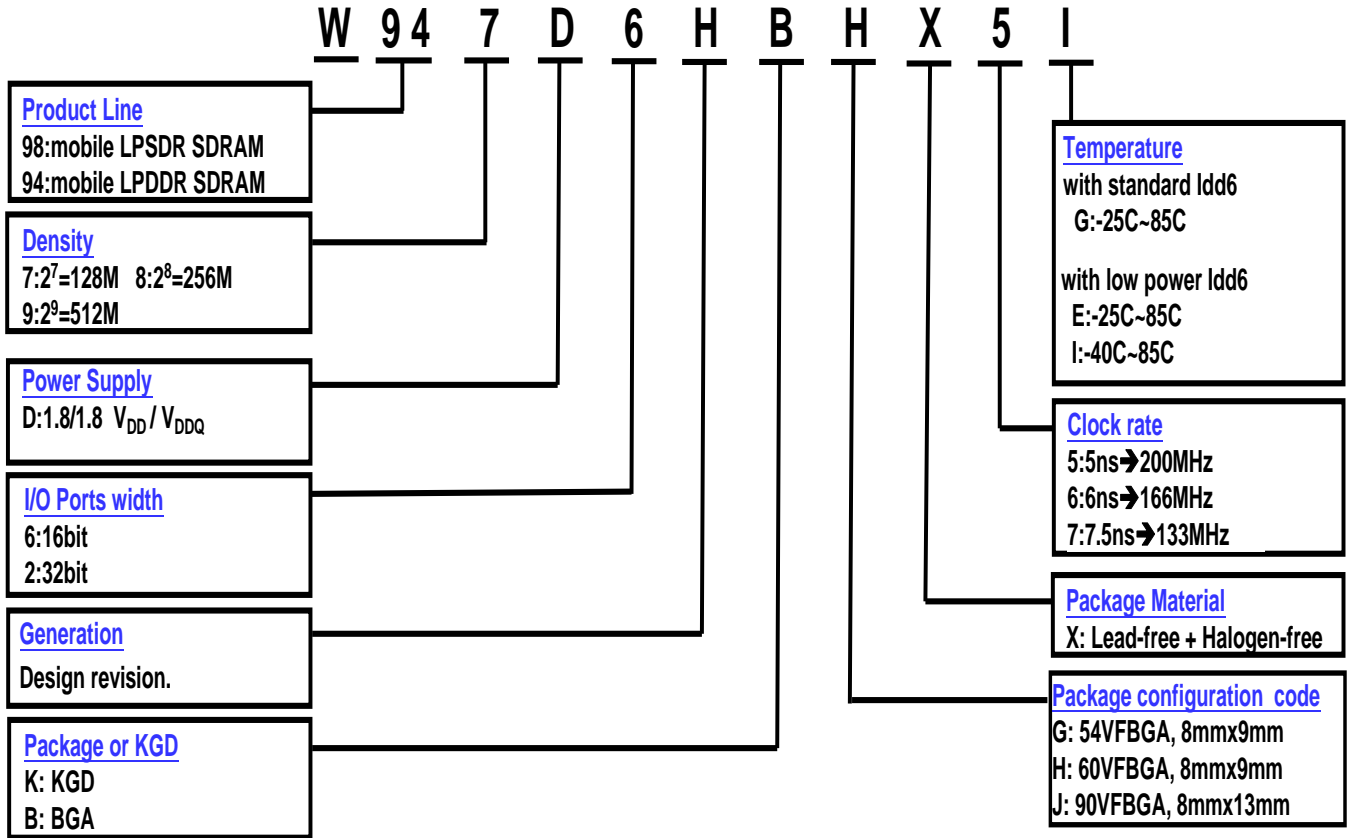 W 94 7 D 6 H B H X 5 I
Product Line
98:mobile LPSDR SDRAM
94:mobile LPDDR SDRAM
Density
7:2⁷=128M 8:2⁸=256M
9:2⁹=512M
Power Supply
D:1.8/1.8 VDD / VDDQ
I/O Ports width
6:16bit
2:32bit
Generation
Design revision.
Package or KGD
K: KGD
B: BGA
Temperature
with standard Idd6
G:-25C~85C
with low power Idd6
E:-25C~85C
I:-40C~85C
Clock rate
5:5ns➔200MHz
6:6ns➔166MHz
7:7.5ns➔133MHz
Package Material
X: Lead-free + Halogen-free
Package configuration code
G: 54VFBGA, 8mmx9mm
H: 60VFBGA, 8mmx9mm
J: 90VFBGA, 8mmx13mm